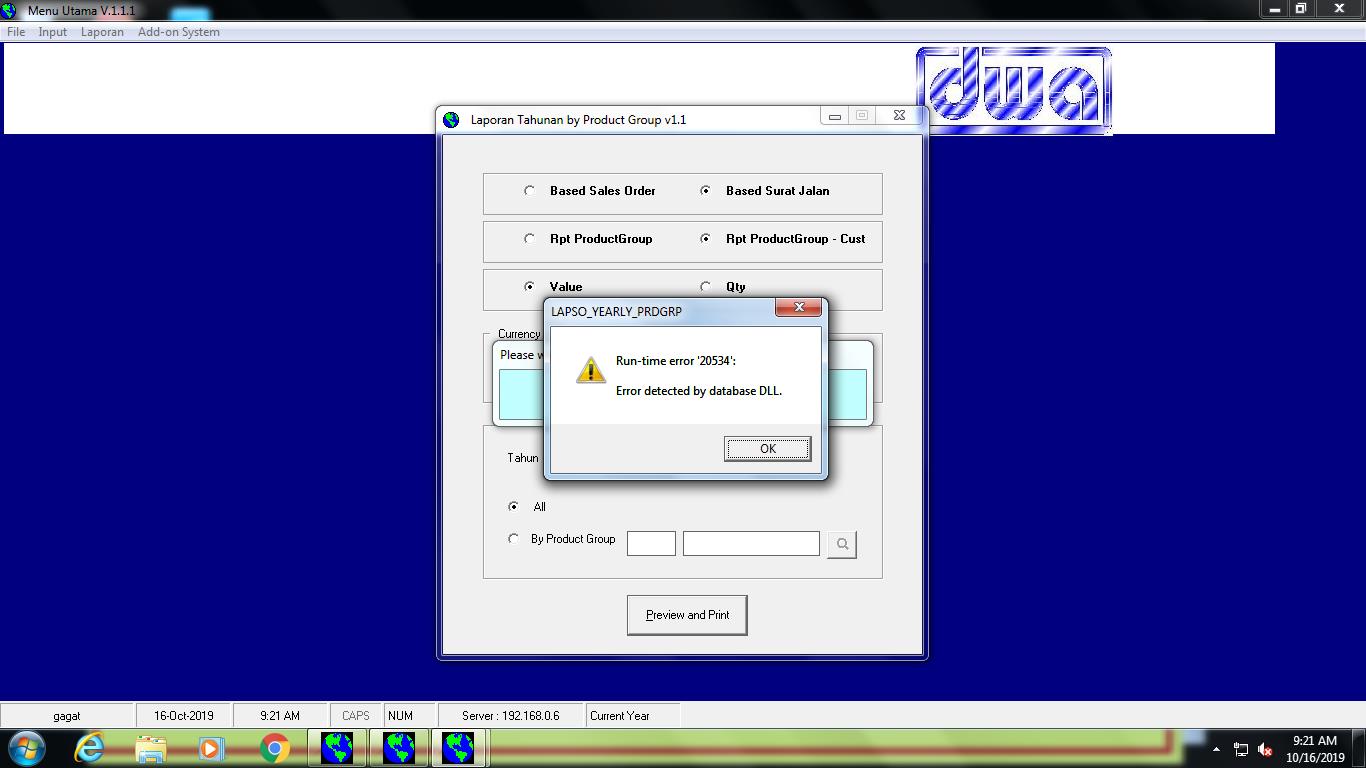 Menu Utama V.1.1.1
File Input Laporan Add-on System
dwa
Laporan Tahunan by Product Group v1.1
Based Sales Order Based Surat Jalan
Rpt ProductGroup Rpt ProductGroup - Cust
Value Qty
LAPSO_YEARLY_PRDGRP
Currency
Please
Run-time error '20534':
Error detected by database DLL.
OK
Tahun
All
By Product Group
Preview and Print
gagat 16-Oct-2019 9:21 AM CAPS NUM Server : 192.168.0.6 Current Year
9:21 AM
10/16/2019